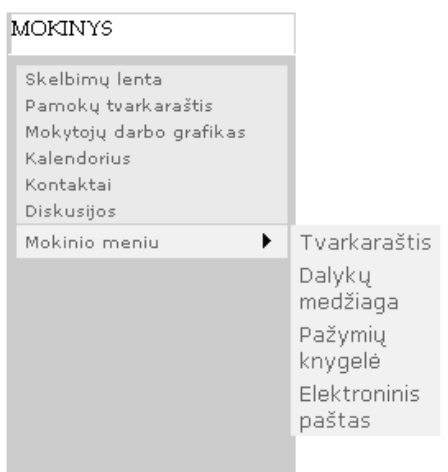 MOKINYS
Skelbimų lenta
Pamokų tvarkaraštis
Mokytojų darbo grafikas
Kalendorius
Kontaktai
Diskusijos
Mokinio meniu
Tvarkaraštis
Dalykų
medžiaga
Pažymių
knygelė
Elektroninis
paštas